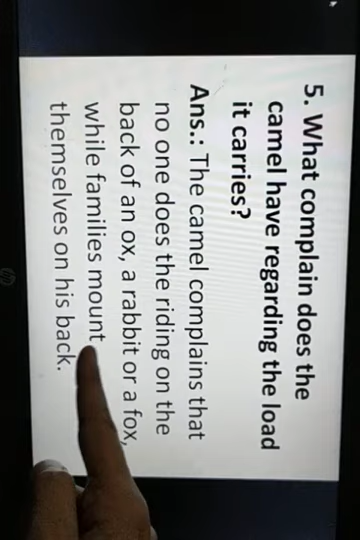 5. What complain does the
camel have regarding the load
it carries?
Ans.: The camel complains that
no one does the riding on the
back of an ox, a rabbit or a fox,
while families mount
themselves on his back.
hp